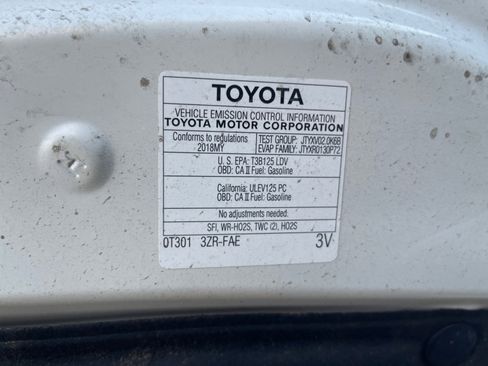 TOYOTA
VEHICLE EMISSION CONTROL INFORMATION
TOYOTA MOTOR CORPORATION
Conforms to regulations
2018MY
TEST GROUP: JTYXV02.0K6B
EVAP FAMILY: JTYXR0130P72
U. S. EPA: T3B125 LDV
OBD: CA II Fuel: Gasoline
California: ULEV125 PC
OBD: CA II Fuel: Gasoline
No adjustments needed.
SFI, WR-HO2S, TWC (2), HO2S
0T301 3ZR-FAE 3V